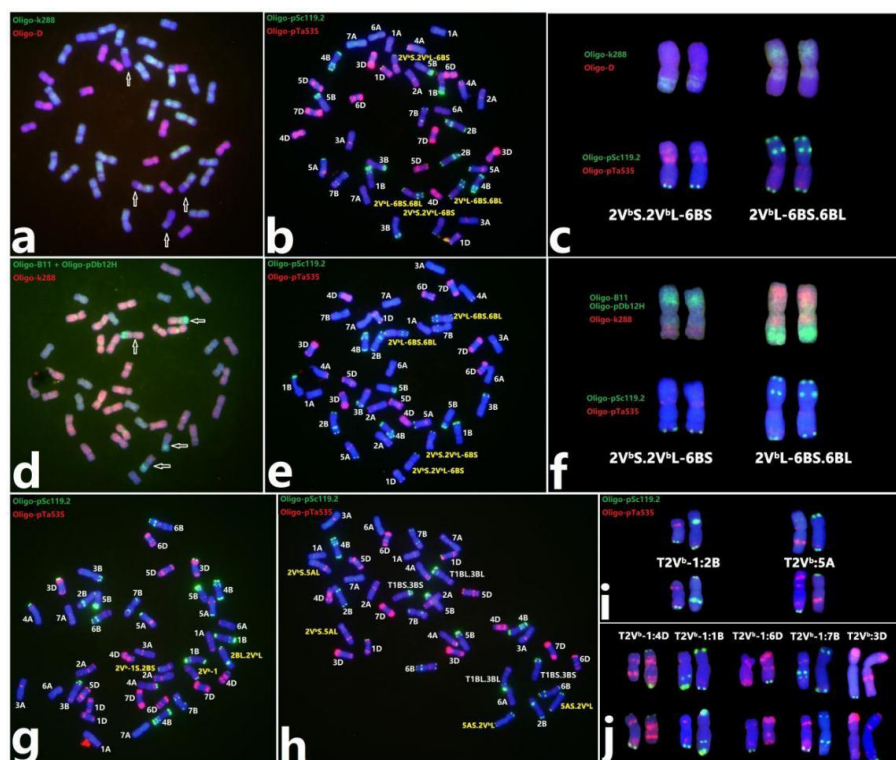 Oligo-k288
Oligo-D
a
Oligo-pSc119.2
Oligo-pTa535
6A
1A
1A
7A
2VᵇS.2VᵇL-6BS
4B
3D
1D
5B
6D
4A
5D
2A
1B
2A
7D
6A
7B
4D
7D
3A
2B
3D
5D
5A
3B
5A
2B
7B
1B
4B
7A
2VᵇL-6BS.6BL
4D
2VᵇL-6BS.6BL
2VᵇS.2VᵇL-6BS
3B
3A
1D
b
Oligo-k288
Oligo-D
Oligo-pSc119.2
Oligo-pTa535
2VᵇS.2VᵇL-6BS
2VᵇL-6BS.6BL
c
Oligo-B11 + Oligo-pDb12H
Oligo-k288
d
Oligo-pSc119.2
Oligo-pTa535
3A
7D
4D
6D
4A
7A
1D
2VᵇL-6BS.6BL
7B
1A
7B
2VᵇL-6BS.6BL
4B
2B
3A
3D
7D
4A
5D
6D
6A
1B
5B
1A
3D
5D
3B
2A
4D
5B
3B
2B
2A
4B
5A
1B
5A
2VᵇS.2VᵇL-6BS
2VᵇS.2VᵇL-6BS
1D
e
Oligo-B11
Oligo-pDb12H
Oligo-k288
Oligo-pSc119.2
Oligo-pTa535
2VᵇS.2VᵇL-6BS
2VᵇL-6BS.6BL
f
Oligo-pSc119.2
Oligo-pTa535
6B
6D
5D
3B
3D
4B
2B
7B
5B
4A
7A
5B
5A
5A
6B
6A
1A
1B
3A
4D
1B
2BL.2VᵇL
2Vᵇ-1S.2BS
2A
2A
2Vᵇ-1
5D
4A
4D
6A
7D
7D
3A
3B
1D
6D
7B
1D
4B
7A
1A
g
Oligo-pSc119.2
Oligo-pTa535
3A
6A
7B
1A
4B
6D
1A
1D
2VᵇS.5AL
7A
4A
T1BS.3BS
4D
2A
5B
5D
2A
5B
7D
7B
2VᵇS.5AL
3D
1D
4B
3A
3D
7D
6B
T1BL.3BL
6D
T1BS.3BS
T1BL.3BL
6B
6A
5AS.2VᵇL
5AS.2VᵇL
2B
h
Oligo-pSc119.2
Oligo-pTa535
T2Vᵇ-1:2B
T2Vᵇ:5A
i
T2Vᵇ-1:4D T2Vᵇ-1:1B T2Vᵇ-1:6D T2Vᵇ-1:7B T2Vᵇ:3D
j